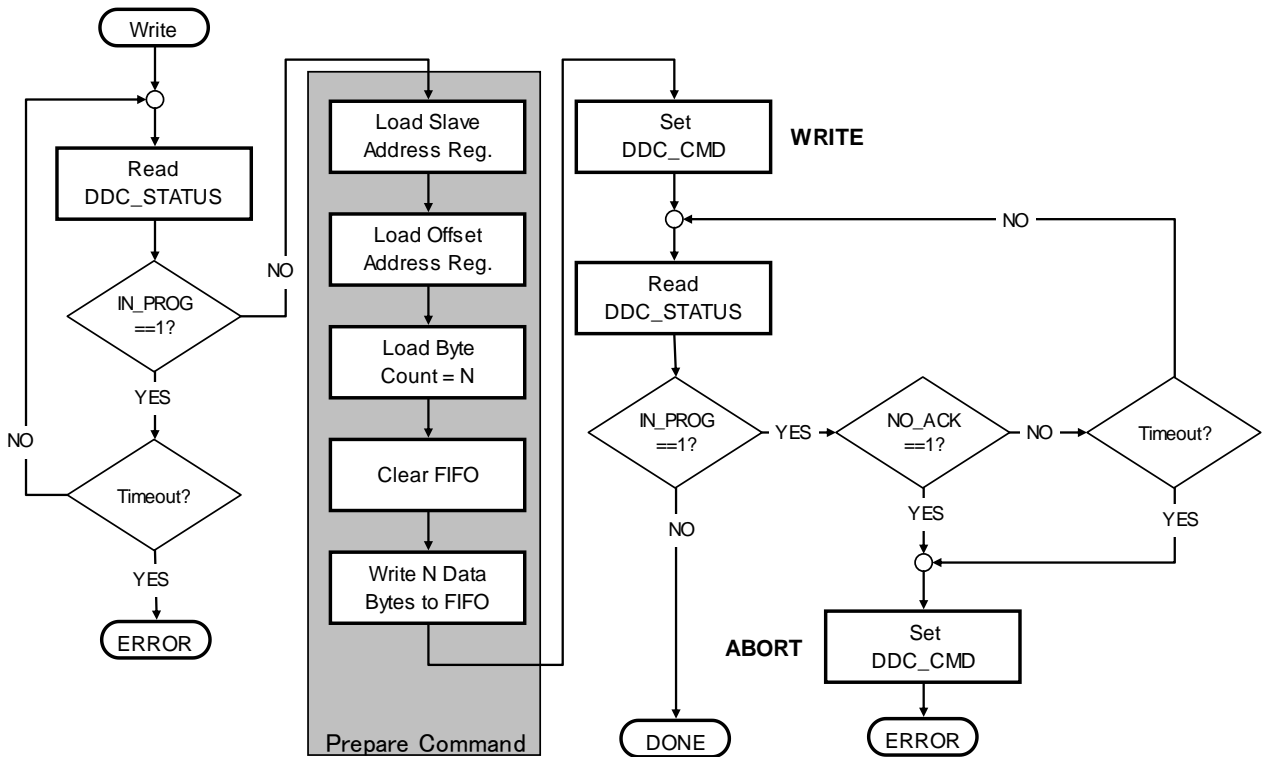 Write
Read
DDC_STATUS
IN_PROG
==1?
NO
YES
NO
Timeout?
YES
ERROR
Load Slave
Address Reg.
Load Offset
Address Reg.
Load Byte
Count = N
Clear FIFO
Write N Data
Bytes to FIFO
Prepare Command
Set
DDC_CMD
WRITE
NO
Read
DDC_STATUS
IN_PROG
==1?
YES
NO_ACK
==1?
NO
Timeout?
NO
YES
YES
ABORT
Set
DDC_CMD
DONE
ERROR